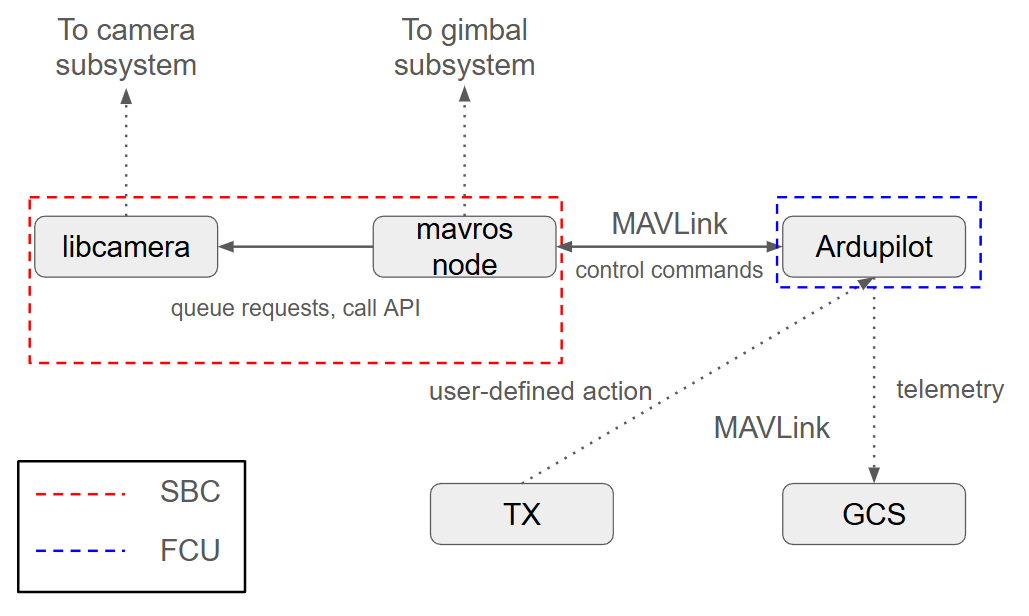 To camera
subsystem
To gimbal
subsystem
libcamera
mavros
node
MAVLink
control commands
Ardupilot
queue requests, call API
user-defined action
telemetry
MAVLink
TX
GCS
SBC
FCU